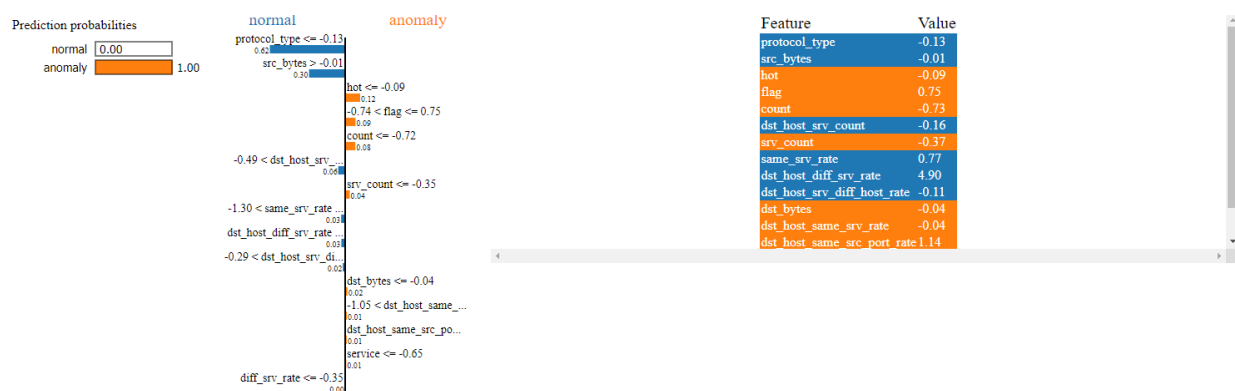 Prediction probabilities
normal 0.00
anomaly 1.00
normal anomaly
protocol_type <= -0.13
0.62
src_bytes > -0.01
0.30
hot <= -0.09
0.12
-0.74 < flag <= 0.75
0.09
count <= -0.72
0.08
-0.49 < dst_host_srv_...
0.06
srv_count <= -0.35
0.04
-1.30 < same_srv_rate ...
0.03
dst_host_diff_srv_rate ...
0.03
-0.29 < dst_host_srv_di...
0.02
dst_bytes <= -0.04
0.02
-1.05 < dst_host_same_...
0.01
dst_host_same_src_po...
0.01
service <= -0.65
0.01
diff_srv_rate <= -0.35
0.00
Feature Value
protocol_type -0.13
src_bytes -0.01
hot -0.09
flag 0.75
count -0.73
dst_host_srv_count -0.16
srv_count -0.37
same_srv_rate 0.77
dst_host_diff_srv_rate 4.90
dst_host_srv_diff_host_rate -0.11
dst_bytes -0.04
dst_host_same_srv_rate -0.04
dst_host_same_src_port_rate 1.14